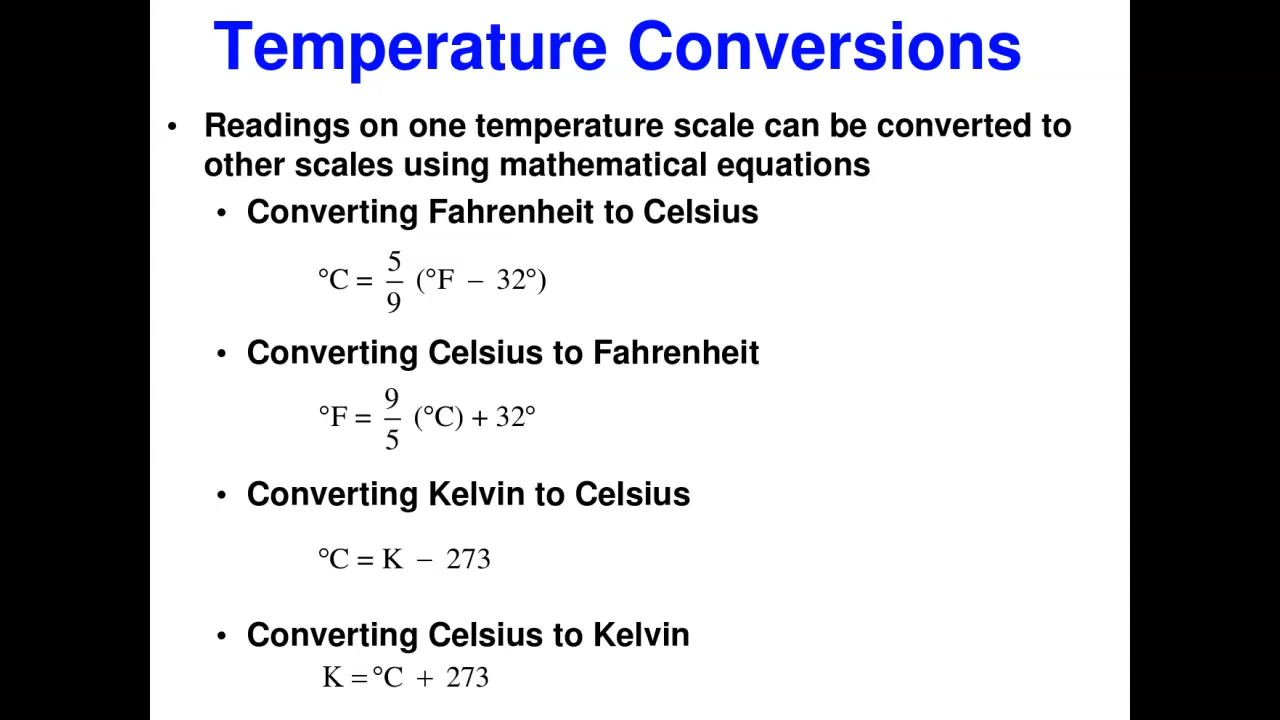 Temperature Conversions
• Readings on one temperature scale can be converted to
other scales using mathematical equations
• Converting Fahrenheit to Celsius
°C = 5/9 (°F – 32°)
• Converting Celsius to Fahrenheit
°F = 9/5 (°C) + 32°
• Converting Kelvin to Celsius
°C = K – 273
• Converting Celsius to Kelvin
K = °C + 273